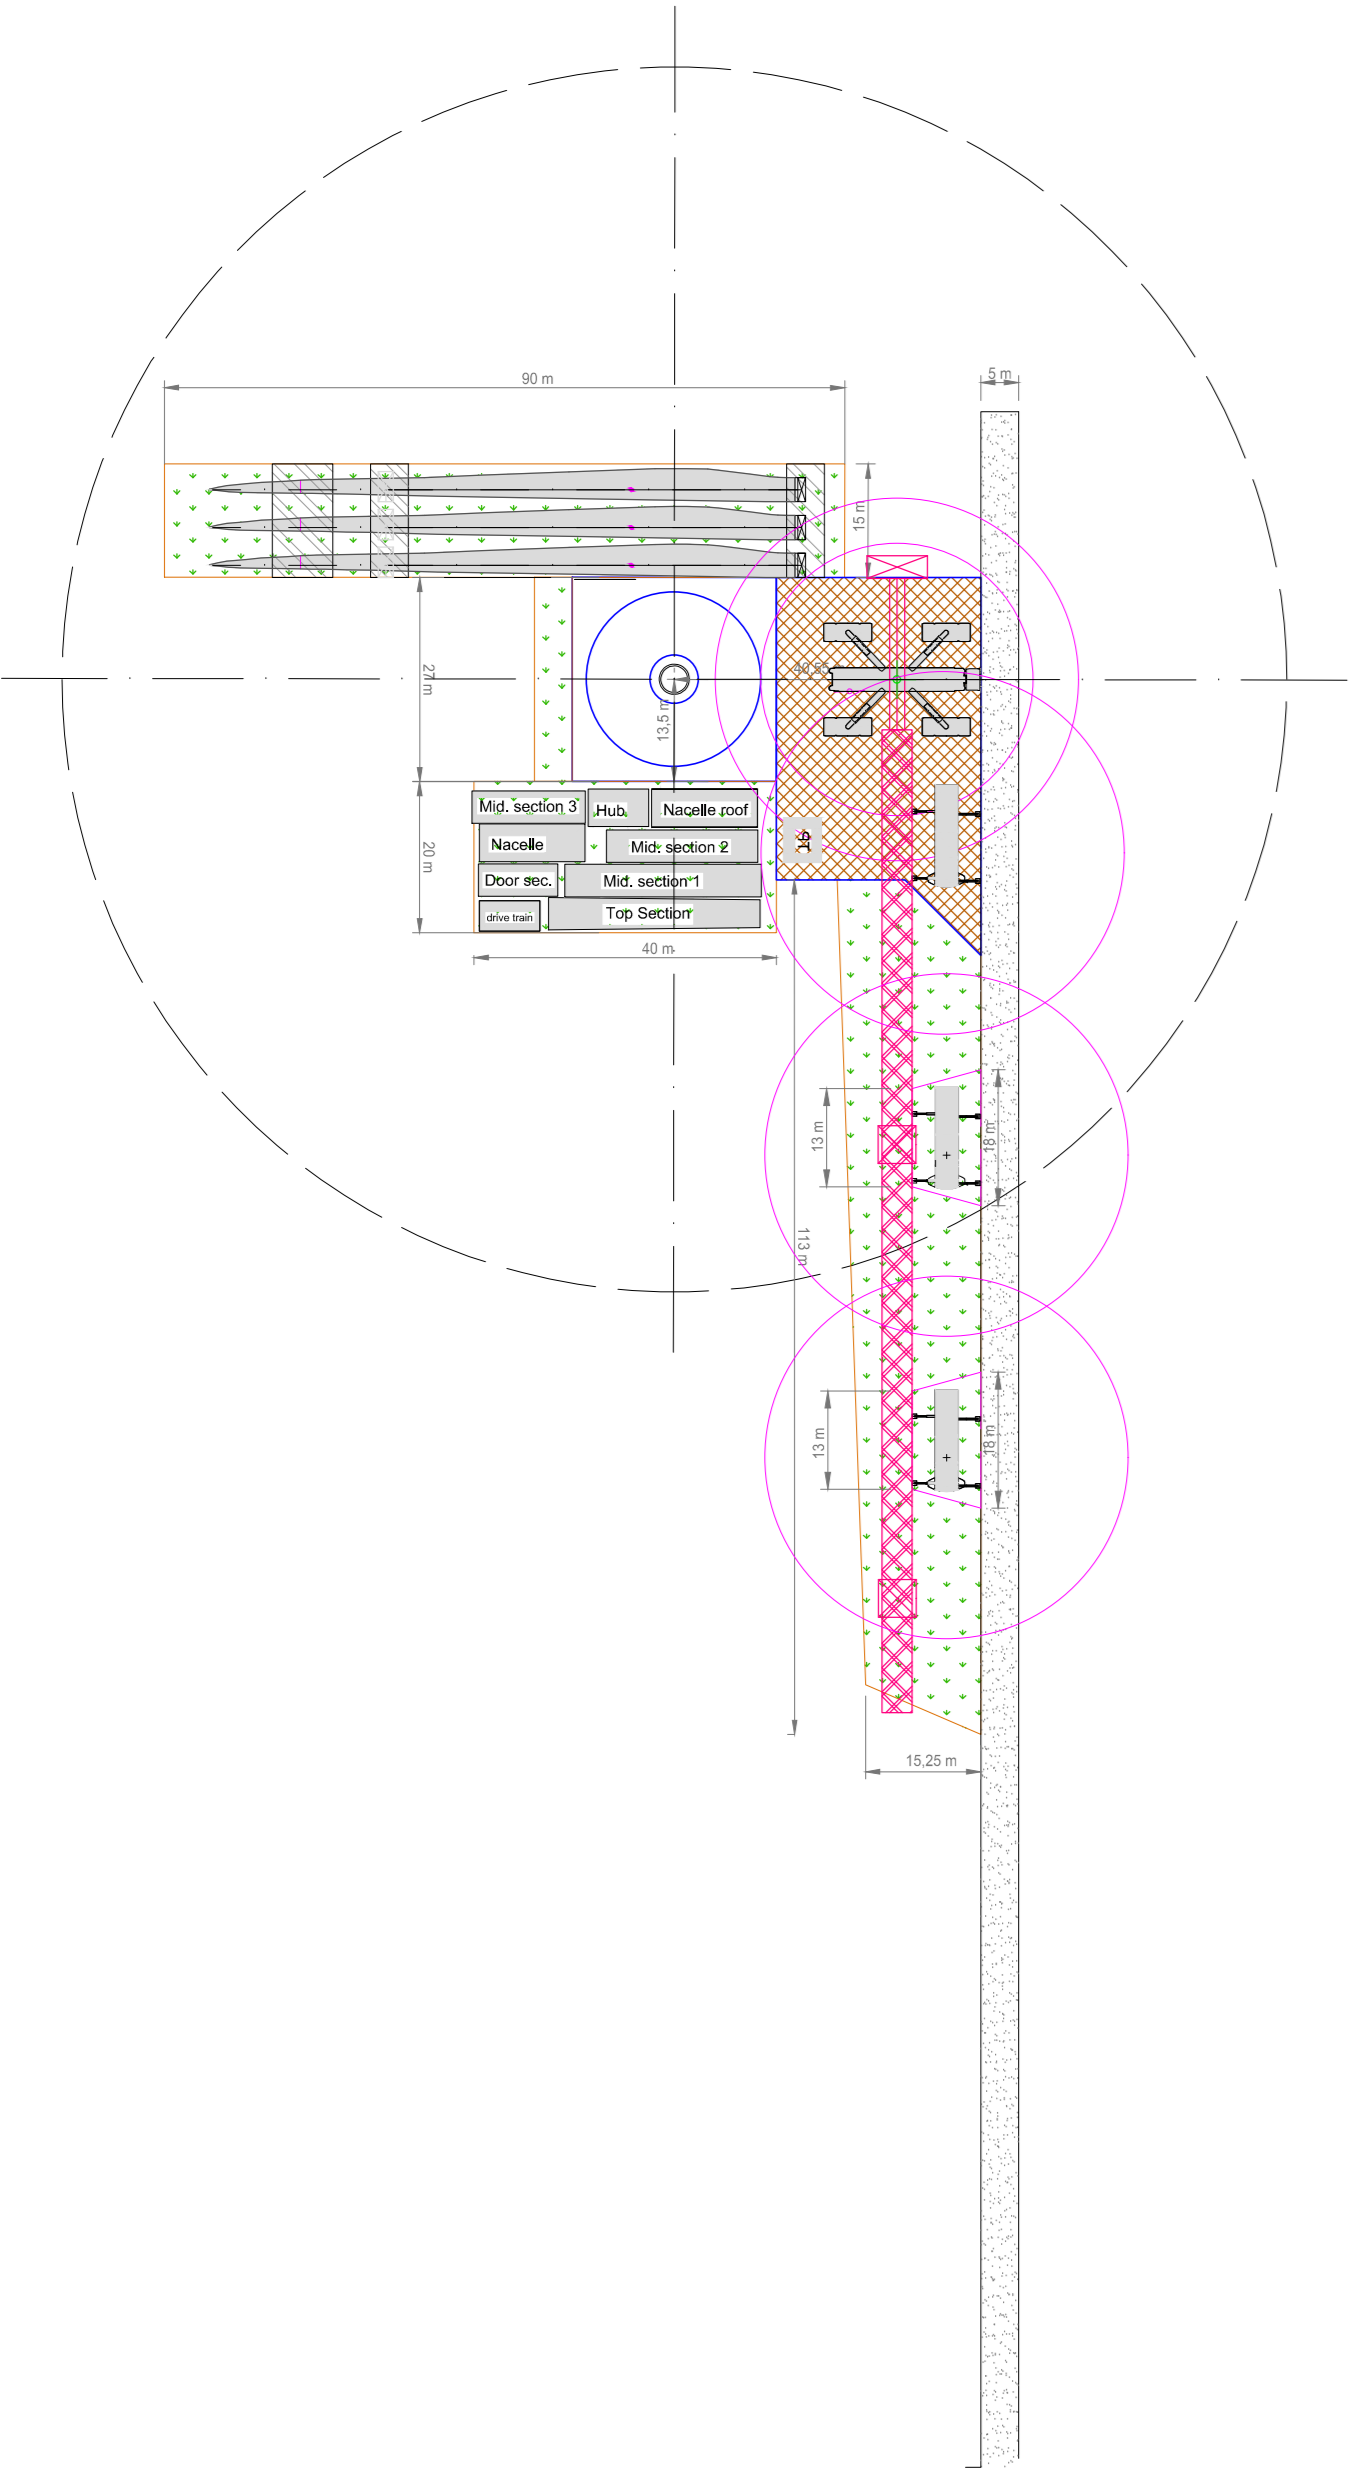 90 m
5 m
15 m
27 m
40,55
13,5 m
Mid. section 3
Hub
Nacelle roof
Nacelle
Mid. section 2
20 m
Door sec.
Mid. section 1
drive train
Top Section
40 m
13 m
18 m
113 m
13 m
18 m
15,25 m